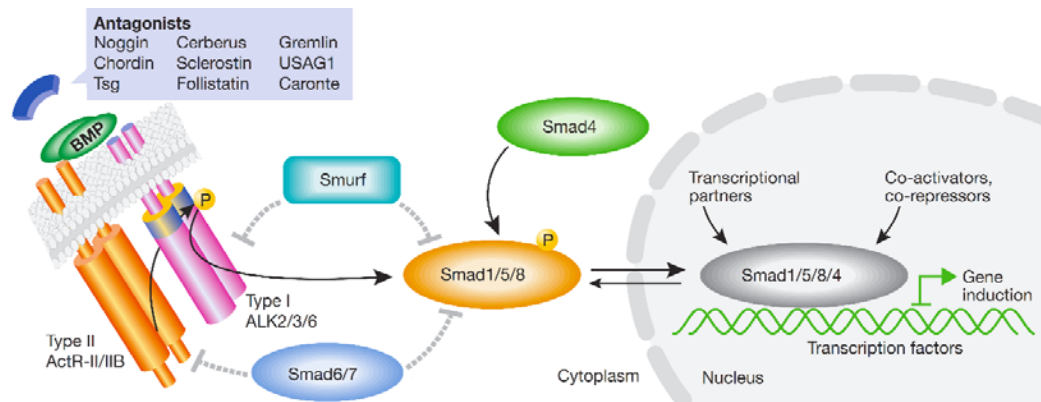 Antagonists
Noggin Cerberus Gremlin
Chordin Sclerostin USAG1
Tsg Follistatin Caronte
BMP
P
Smurf
Smad4
Transcriptional
partners
Co-activators,
co-repressors
P
Smad1/5/8
Smad1/5/8/4
Gene
induction
Type I
ALK2/3/6
Type II
ActR-II/IIB
Smad6/7
Transcription factors
Cytoplasm
Nucleus